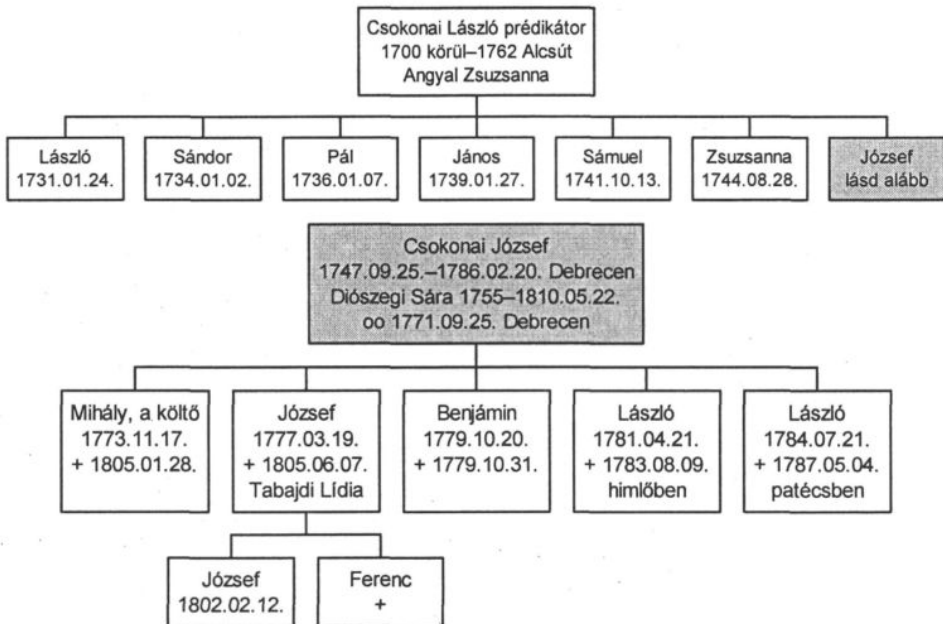 Csokonai László prédikátor
1700 körül–1762 Alcsút
Angyal Zsuzsanna
László
1731.01.24.
Sándor
1734.01.02.
Pál
1736.01.07.
János
1739.01.27.
Sámuel
1741.10.13.
Zsuzsanna
1744.08.28.
József
lásd alább
Csokonai József
1747.09.25.–1786.02.20. Debrecen
Diószegi Sára 1755–1810.05.22.
oo 1771.09.25. Debrecen
Mihály, a költő
1773.11.17.
+ 1805.01.28.
József
1777.03.19.
+ 1805.06.07.
Tabajdi Lídia
Benjámin
1779.10.20.
+ 1779.10.31.
László
1781.04.21.
+ 1783.08.09.
himlőben
László
1784.07.21.
+ 1787.05.04.
patécsben
József
1802.02.12.
Ferenc
+